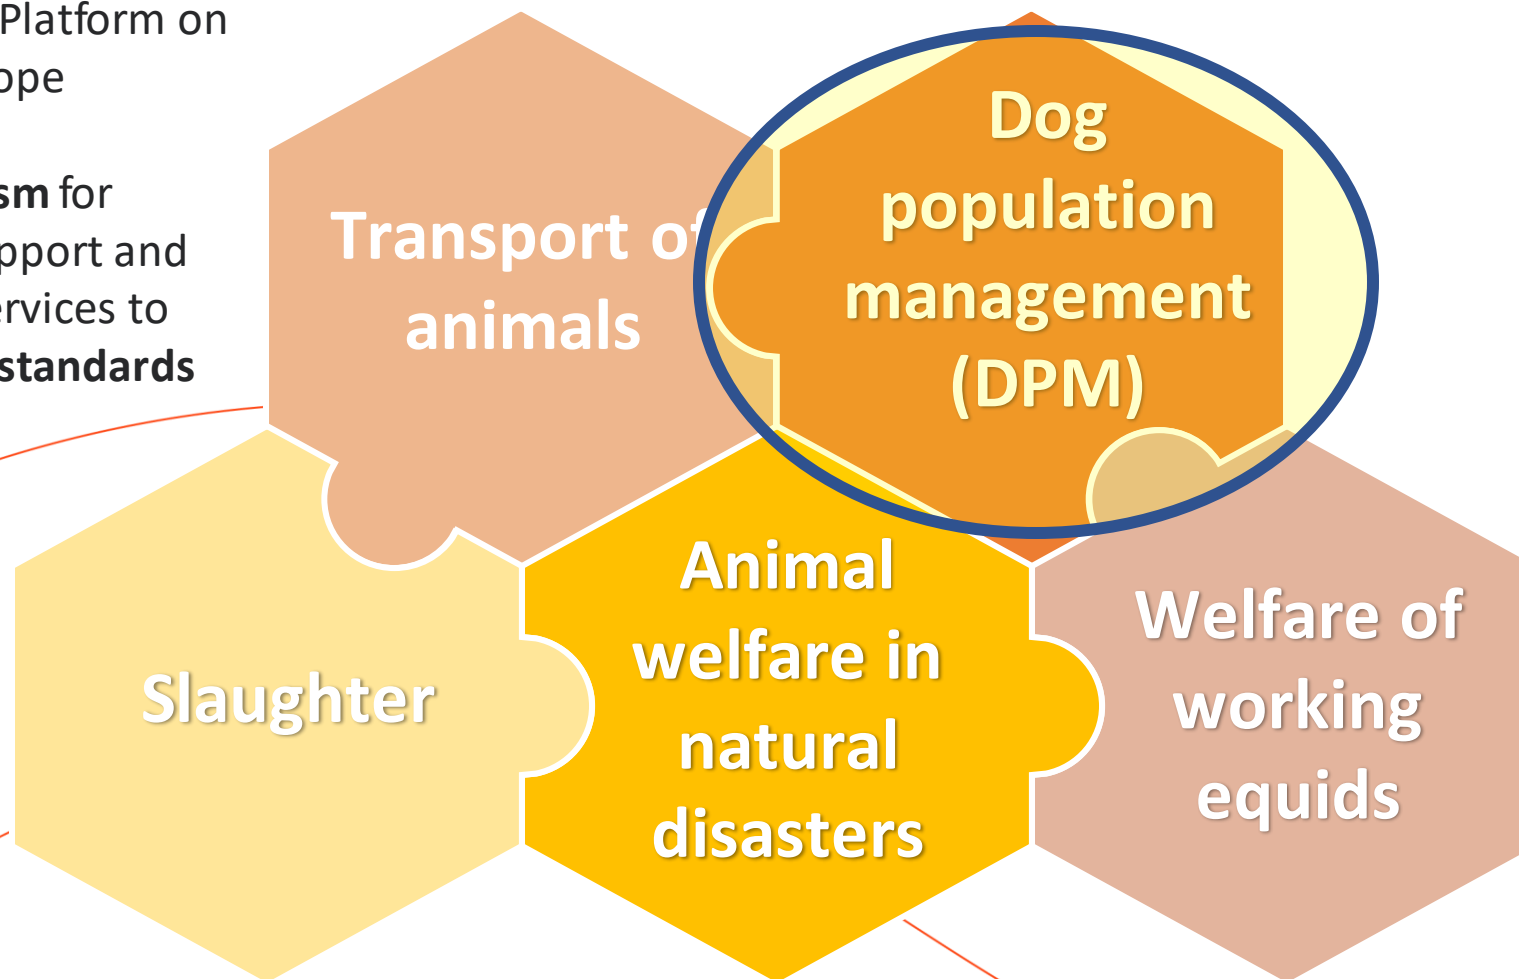 Platform on
ope
sm for
pport and
ervices to
standards
Transport of
animals
Dog
population
management
(DPM)
Slaughter
Animal
welfare in
natural
disasters
Welfare of
working
equids